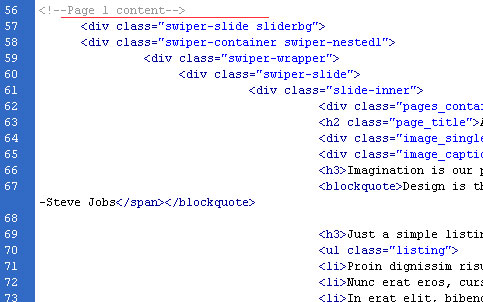 56 <!--Page 1 content-->
57 <div class="swiper-slide sliderbg">
58 <div class="swiper-container swiper-nested1">
59 <div class="swiper-wrapper">
60 <div class="swiper-slide">
61 <div class="slide-inner">
62 <div class="pages_contai
63 <h2 class="page_title">A
64 <div class="image_single
65 <div class="image_captio
66 <h3>Imagination is our p
67 <blockquote>Design is th
-Steve Jobs</span></blockquote>
68
69 <h3>Just a simple listin
70 <ul class="listing">
71 <li>Proin dignissim risu
72 <li>Nunc erat eros, curs
73 <li>In erat elit, bibend